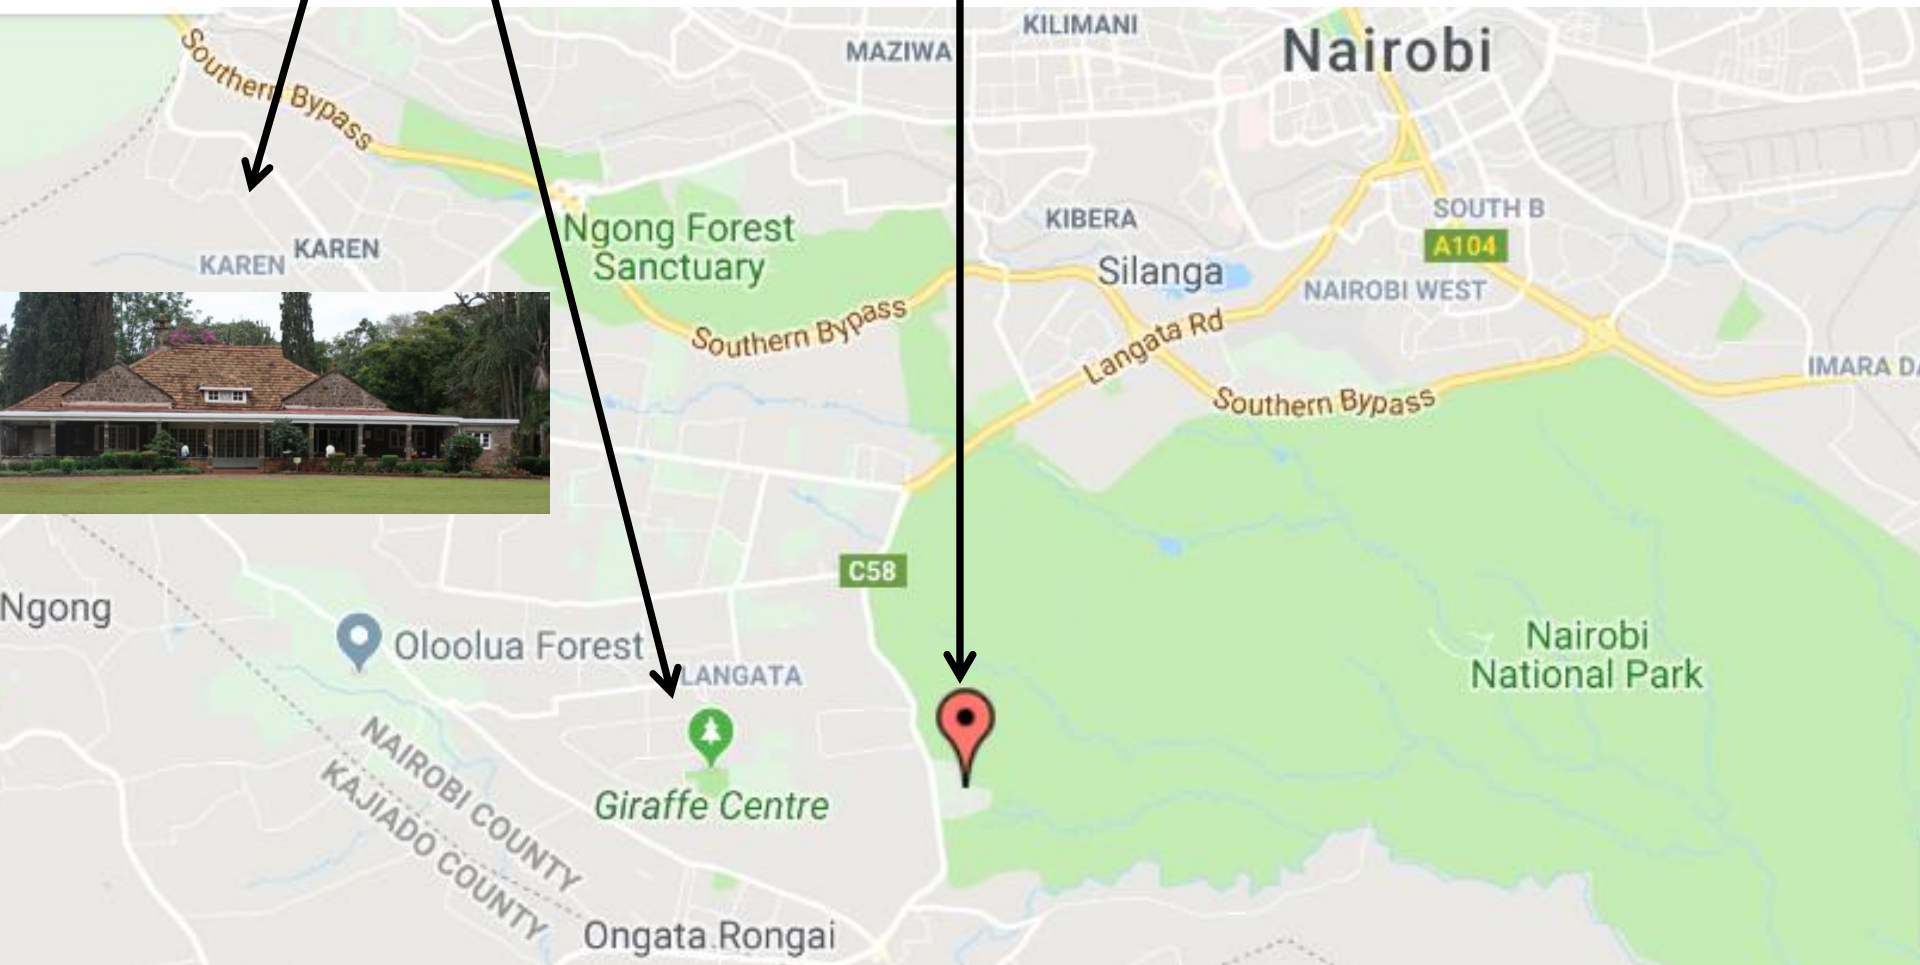 KILIMANI
Nairobi
MAZIWA
Southern Bypass
KIBERA
SOUTH B
A104
Ngong Forest
Sanctuary
KAREN
KAREN
Silanga
NAIROBI WEST
Southern Bypass
Langata Rd
IMARA DA
Southern Bypass
C58
Ngong
Oloolua Forest
LANGATA
Nairobi
National Park
NAIROBI COUNTY
KAJIADO COUNTY
Giraffe Centre
Ongata Rongai